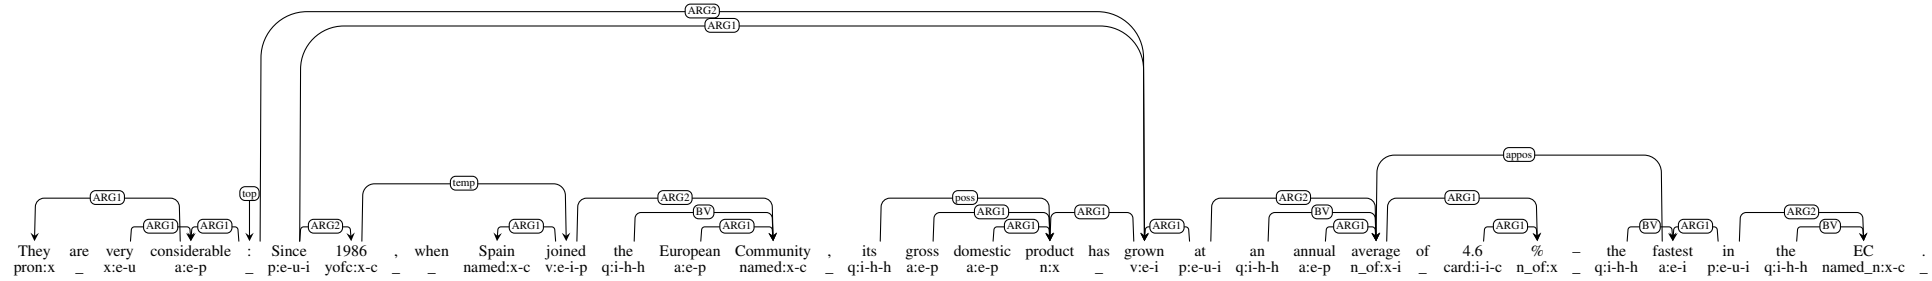 ARG2
ARG1
appos
temp
top
ARG1 ARG2 poss ARG2 ARG1
BV ARG1 BV ARG2
ARG1 ARG1 ARG2 ARG1 ARG1 ARG1 ARG1 ARG1 ARG1 ARG1 BV ARG1 BV
They are very considerable : Since 1986 , when Spain joined the European Community , its gross domestic product has grown at an annual average of 4.6 % – the fastest in the EC .
pron:x _ x:e-u a:e-p _ p:e-u-i yofc:x-c _ _ named:x-c v:e-i-p q:i-h-h a:e-p named:x-c _ q:i-h-h a:e-p a:e-p n:x _ v:e-i p:e-u-i q:i-h-h a:e-p n_of:x-i _ card:i-i-c n_of:x _ q:i-h-h a:e-i p:e-u-i q:i-h-h named_n:x-c _